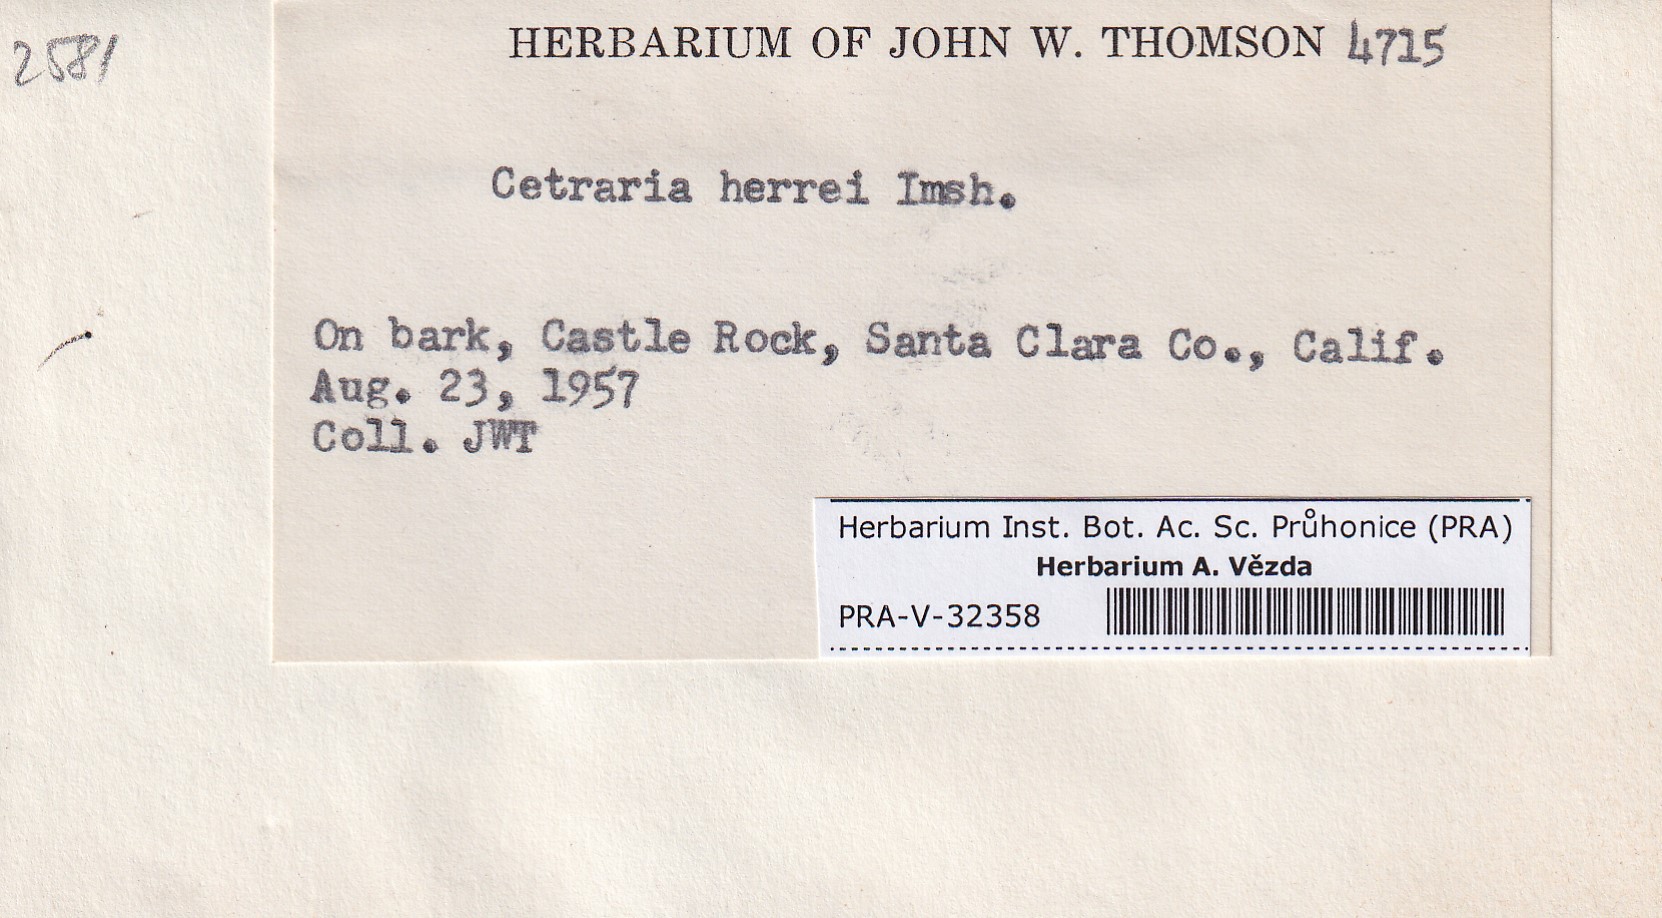 2581
HERBARIUM OF JOHN W. THOMSON 4715
Cetraria herrei Imsh.
On bark, Castle Rock, Santa Clara Co., Calif.
Aug. 23, 1957
Coll. JWT
Herbarium Inst. Bot. Ac. Sc. Průhonice (PRA)
Herbarium A. Vězda
PRA-V-32358